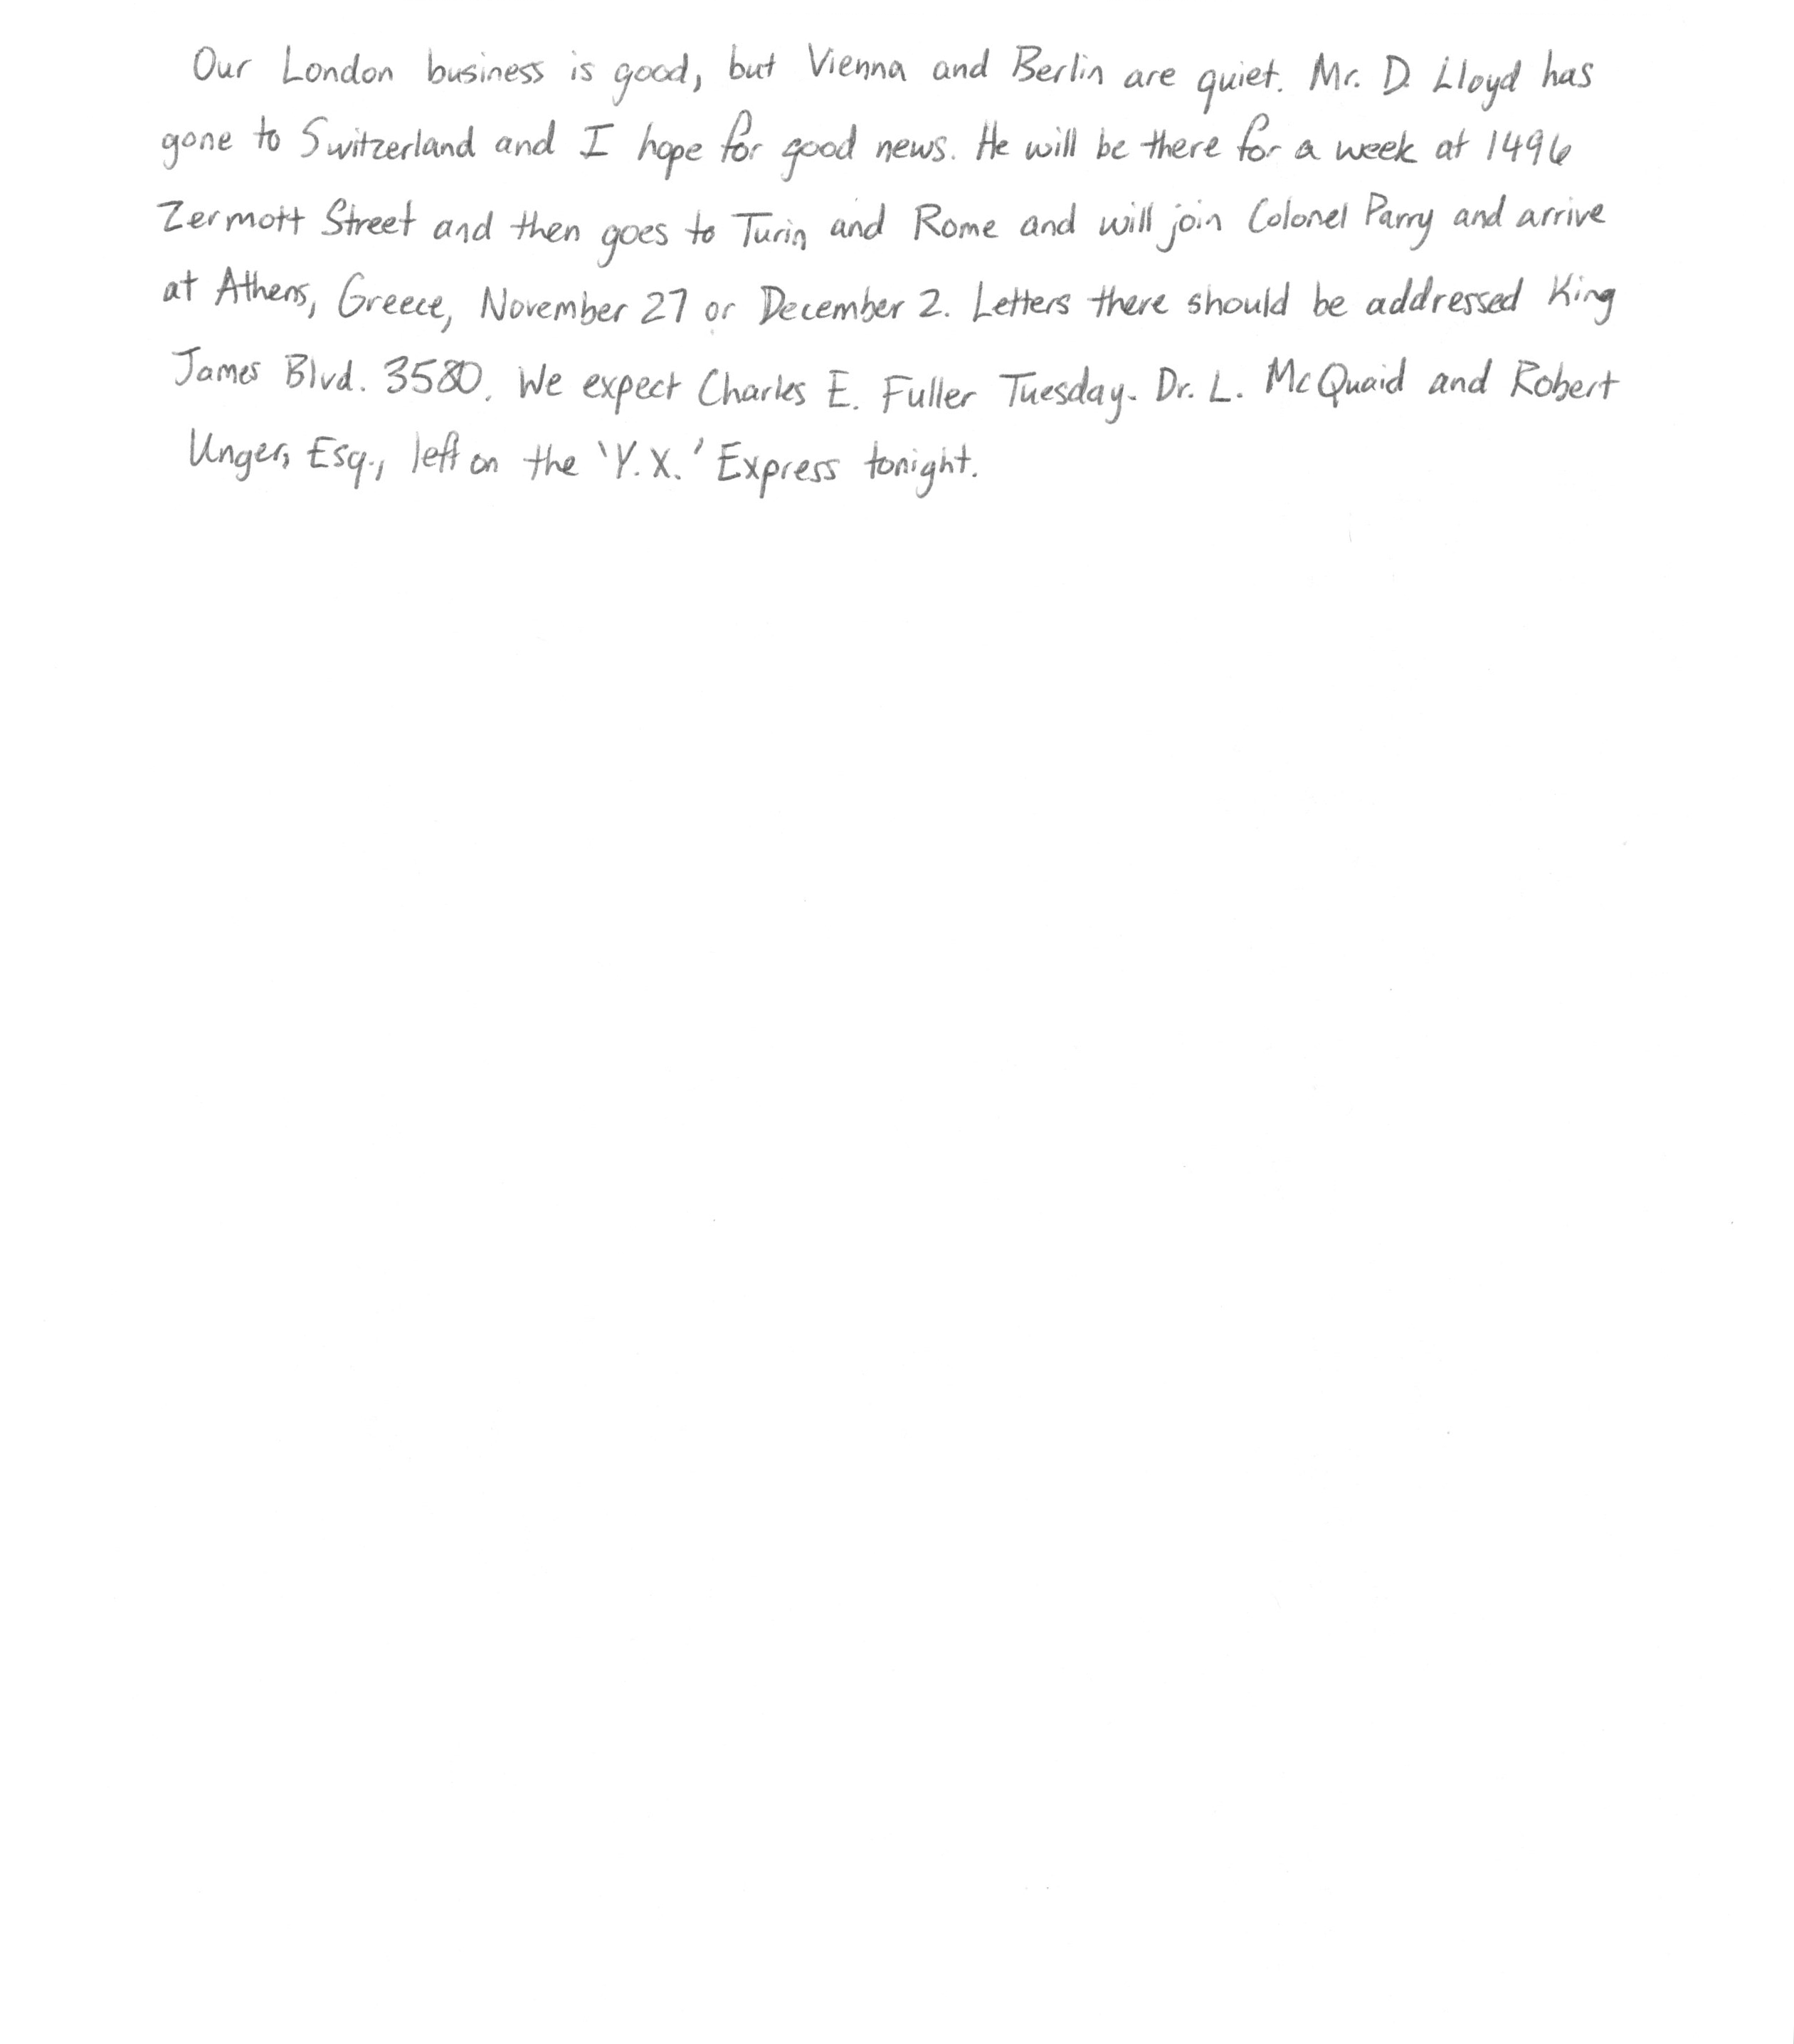 Our London business is good, but Vienna and Berlin are quiet. Mr. D. Lloyd has
gone to Switzerland and I hope for good news. He will be there for a week at 1496
Zermott Street and then goes to Turin and Rome and will join Colonel Parry and arrive
at Athens, Greece, November 27 or December 2. Letters there should be addressed King
James Blvd. 3580. We expect Charles E. Fuller Tuesday. Dr. L. McQuaid and Robert
Unger, Esq., left on the 'Y.X.' Express tonight.